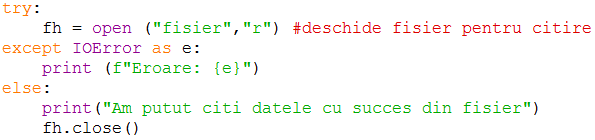 try:
    fh = open ("fisier","r") #deschide fisier pentru citire
except IOError as e:
    print (f"Eroare: {e}")
else:
    print("Am putut citi datele cu succes din fisier")
    fh.close()